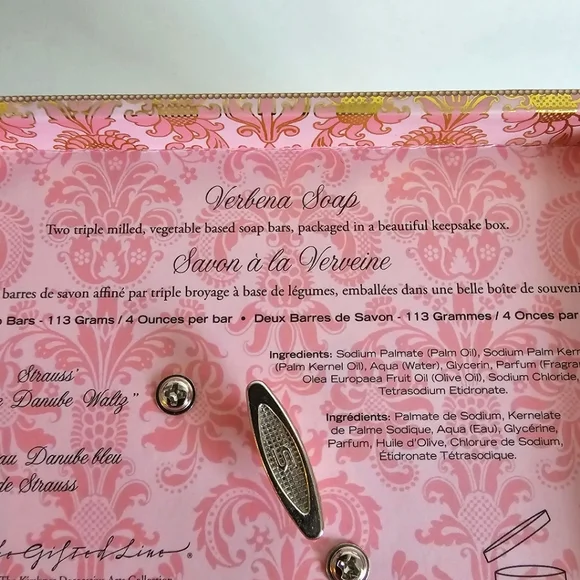 Verbena Soap
Two triple milled, vegetable based soap bars, packaged in a beautiful keepsake box.
Savon à la Verveine
barres de savon affiné par triple broyage à base de légumes, emballées dans une belle boîte de souveni
Bars - 113 Grams / 4 Ounces per bar • Deux Barres de Savon - 113 Grammes / 4 Onces par
Ingredients: Sodium Palmate (Palm Oil), Sodium Palm Kern
(Palm Kernel Oil), Aqua (Water), Glycerin, Parfum (Fragran
Olea Europaea Fruit Oil (Olive Oil), Sodium Chloride,
Tetrasodium Etidronate.
Ingrédients: Palmate de Sodium, Kernelate
de Palme Sodique, Aqua (Eau), Glycérine,
Parfum, Huile d'Olive, Chlorure de Sodium,
Étidronate Tétrasodique.
Strauss'
Danube Waltz"
au Danube bleu
de Strauss
Gifted Line®